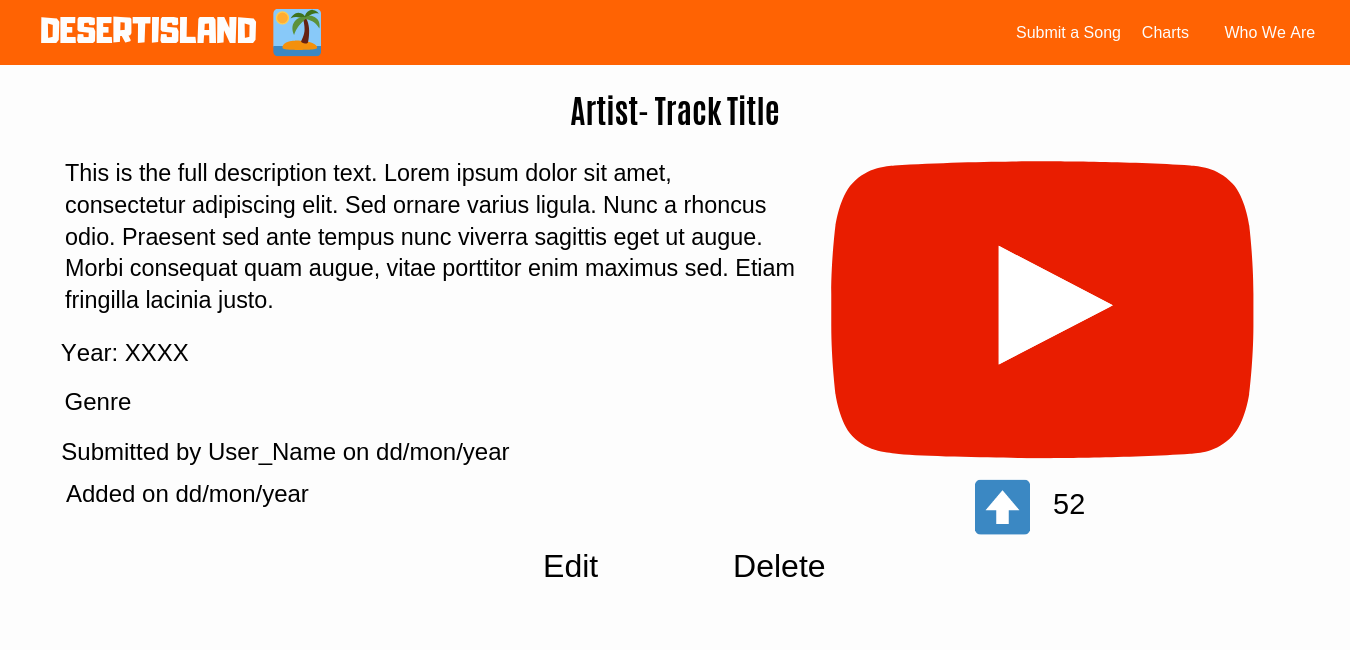 DESERTISLAND
Submit a Song Charts Who We Are
Artist- Track Title
This is the full description text. Lorem ipsum dolor sit amet,
consectetur adipiscing elit. Sed ornare varius ligula. Nunc a rhoncus
odio. Praesent sed ante tempus nunc viverra sagittis eget ut augue.
Morbi consequat quam augue, vitae porttitor enim maximus sed. Etiam
fringilla lacinia justo.
Year: XXXX
Genre
Submitted by User_Name on dd/mon/year
Added on dd/mon/year
52
Edit Delete